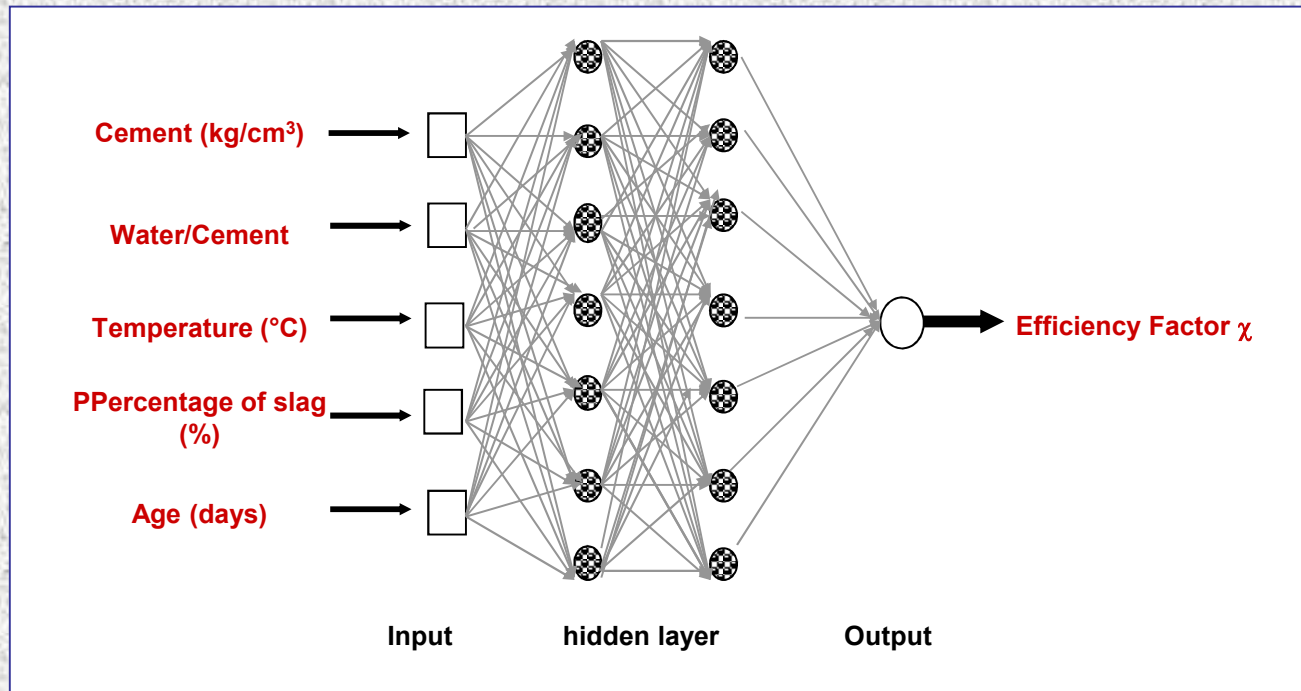 Cement (kg/cm³)
Water/Cement
Temperature (°C)
PPercentage of slag
(%)
Age (days)
Efficiency Factor χ
Input
hidden layer
Output